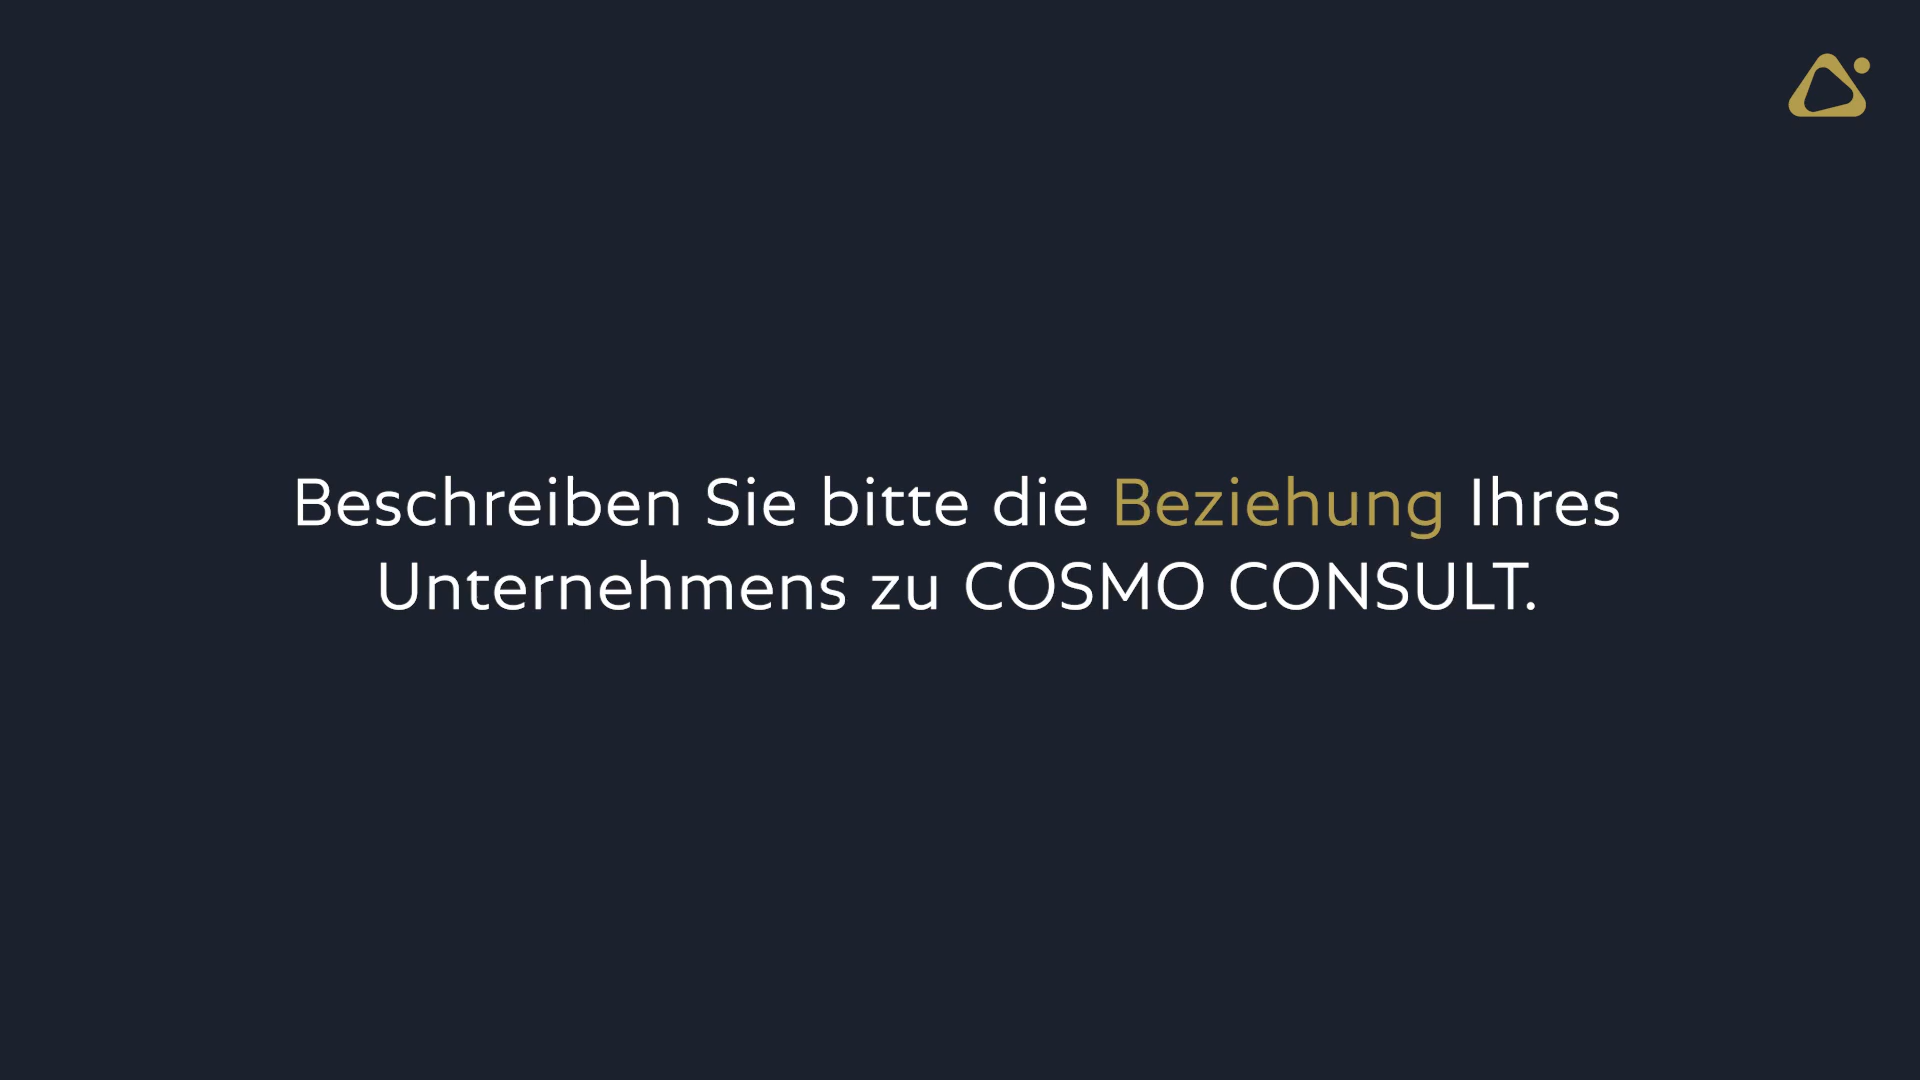 Beschreiben Sie bitte die Beziehung Ihres
Unternehmens zu COSMO CONSULT.